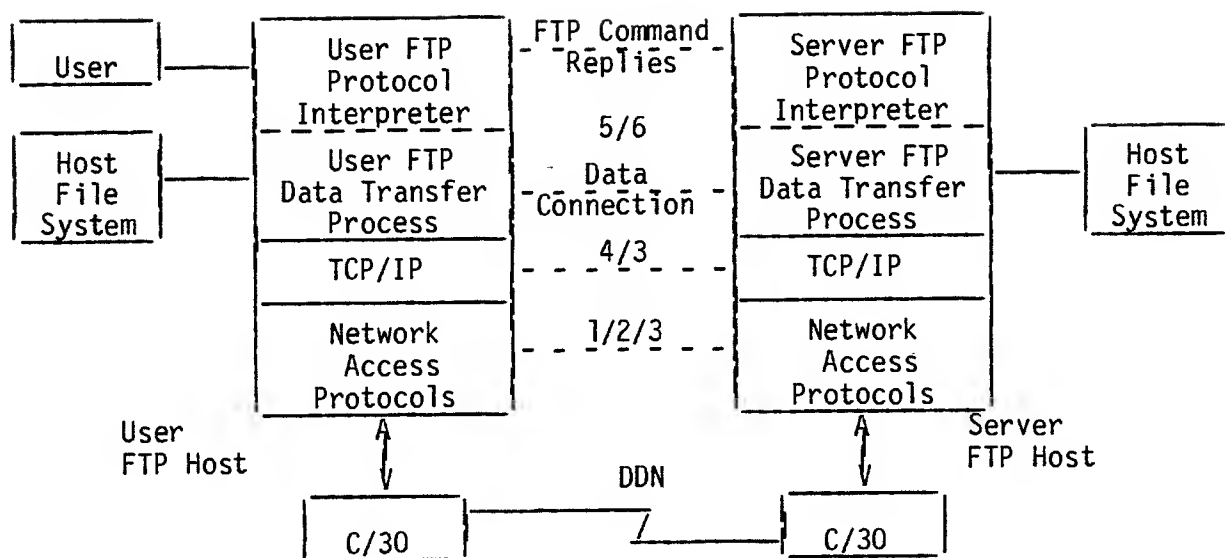 User
Host
File
System
User FTP
Protocol
Interpreter
User FTP
Data Transfer
Process
TCP/IP
Network
Access
Protocols
User
FTP Host
FTP Command
Replies
5/6
Data
Connection
4/3
1/2/3
Server FTP
Protocol
Interpreter
Server FTP
Data Transfer
Process
TCP/IP
Network
Access
Protocols
Server
FTP Host
Host
File
System
DDN
C/30
C/30